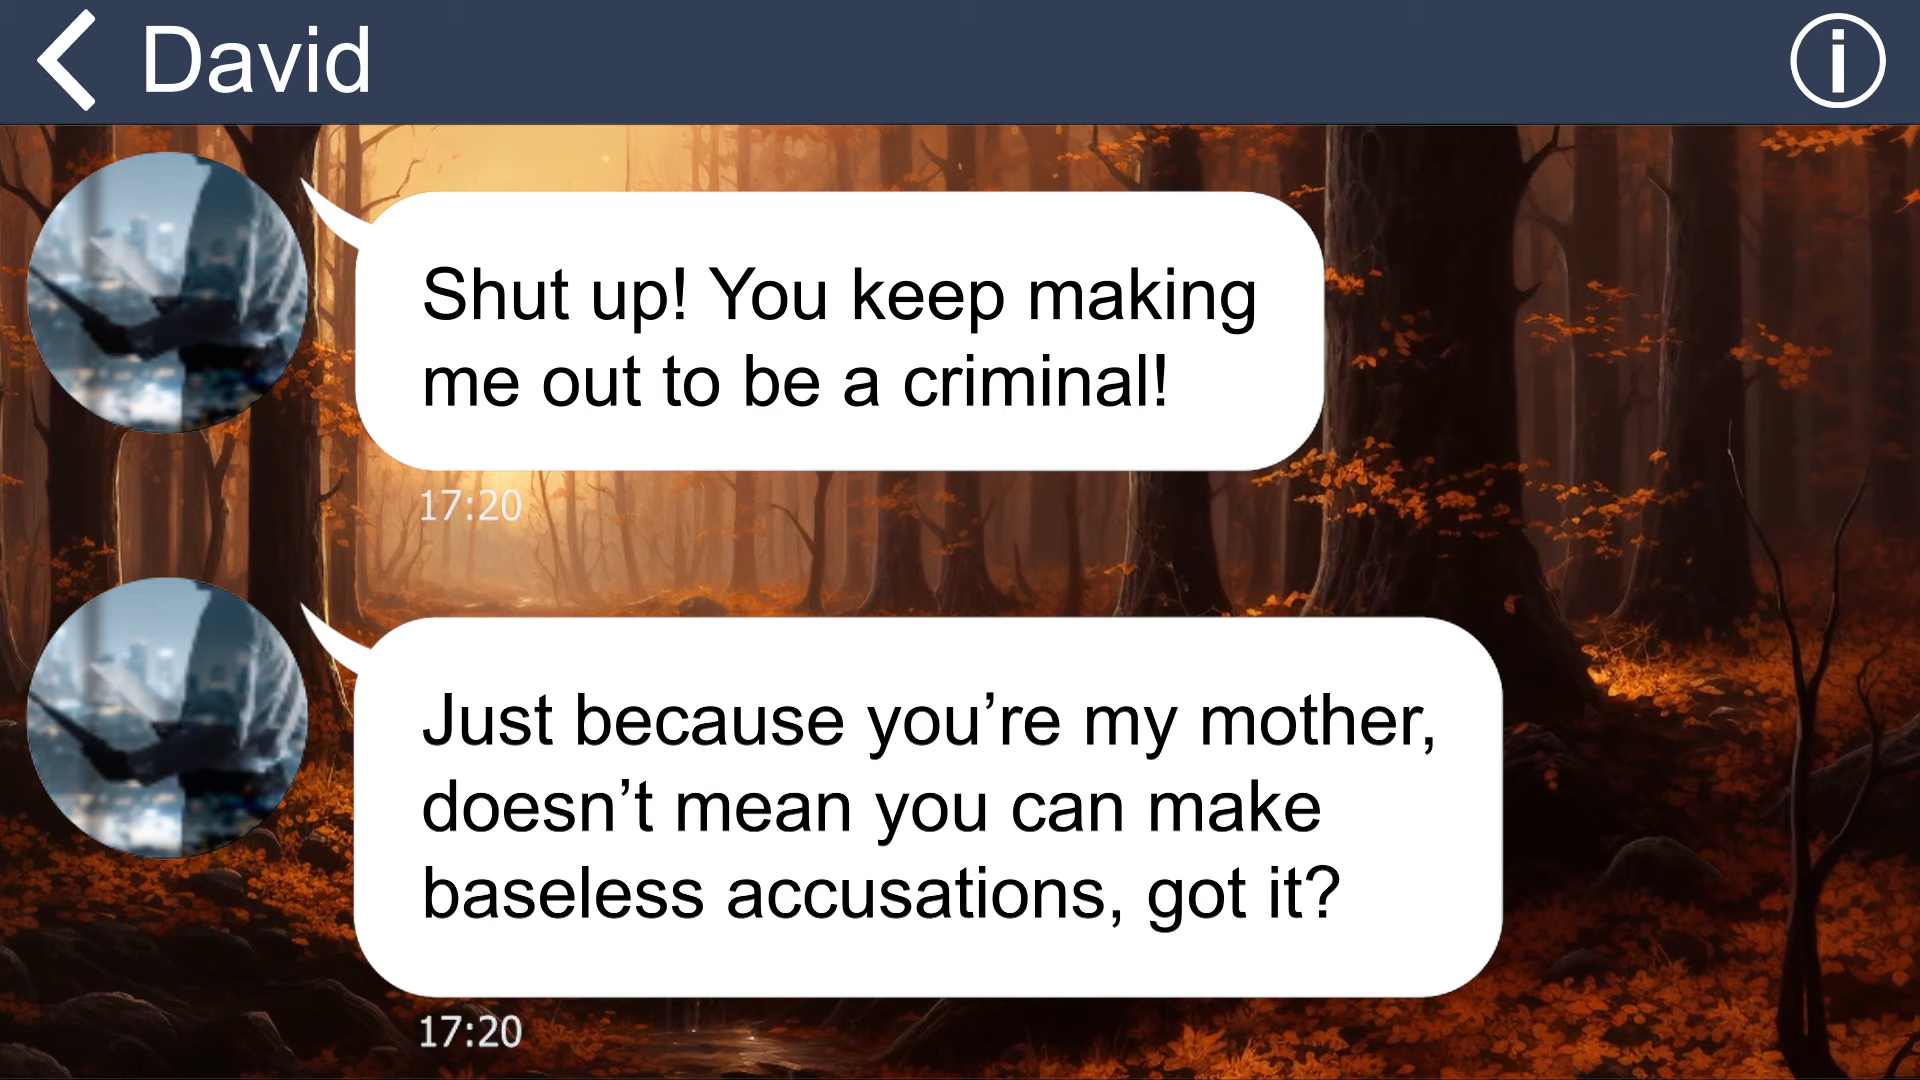 David
Shut up! You keep making
me out to be a criminal!
17:20
Just because you’re my mother,
doesn’t mean you can make
baseless accusations, got it?
17:20